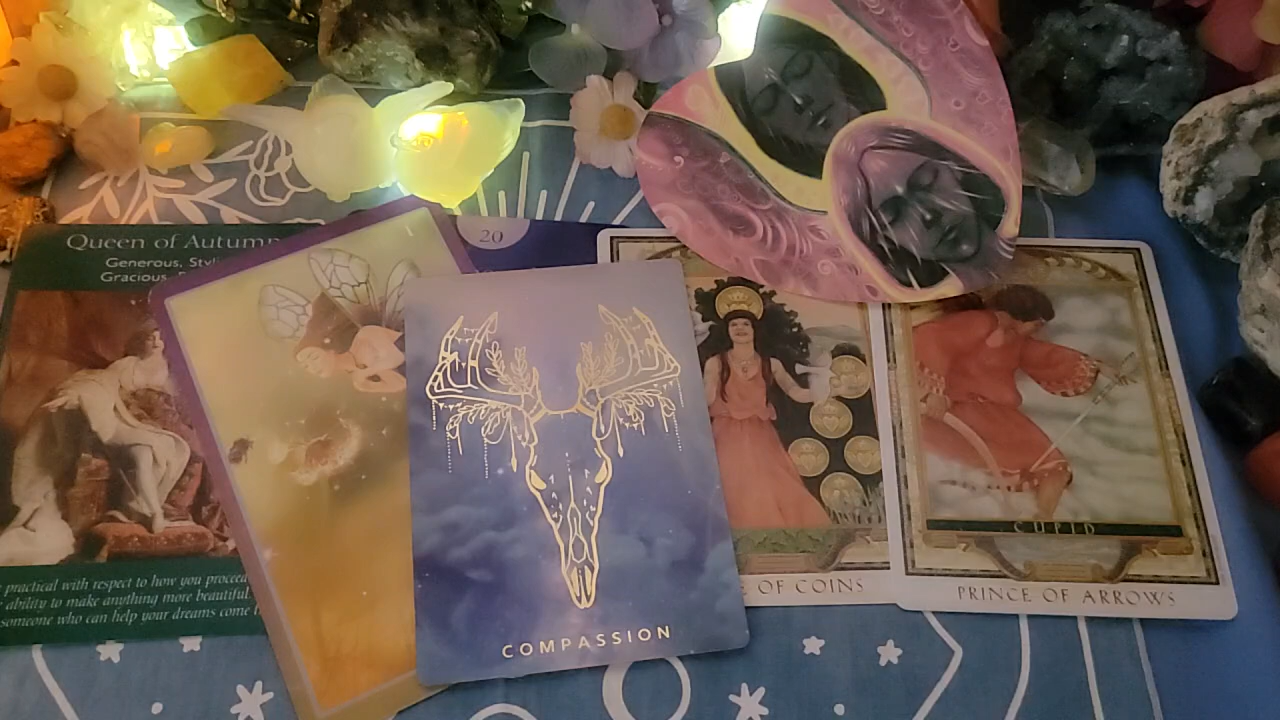 Queen of Autumn
Generous,
Gracious,
practical with respect to how you proceed
ability to make anything more beautiful
someone who can help your dreams come
20
COMPASSION
OF COINS
CUPID
PRINCE OF ARROWS